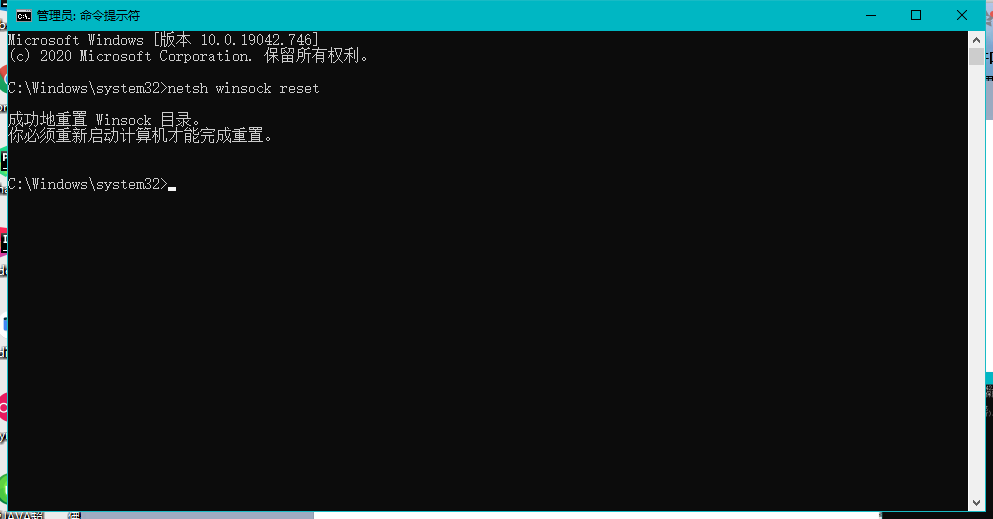 管理员: 命令提示符
Microsoft Windows [版本 10.0.19042.746]
(c) 2020 Microsoft Corporation. 保留所有权利。
C:\Windows\system32>netsh winsock reset
成功地重置 Winsock 目录。
你必须重新启动计算机才能完成重置。
C:\Windows\system32>